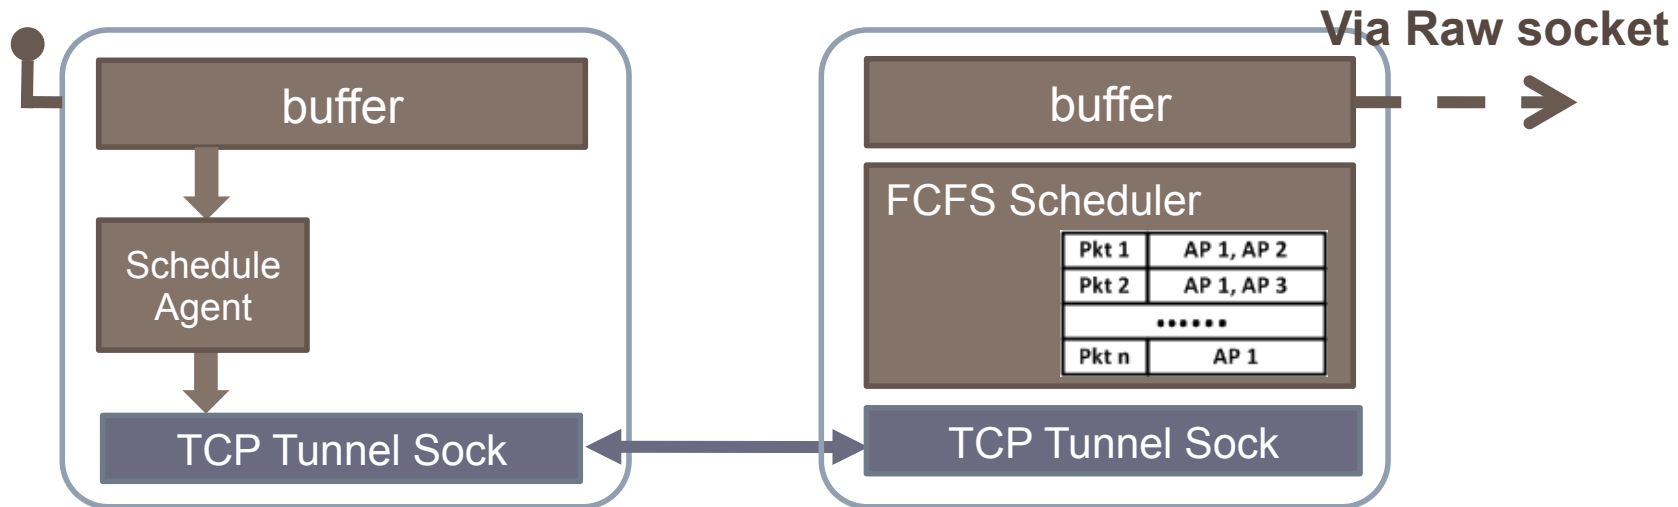 Via Raw socket
buffer
buffer
FCFS Scheduler
Schedule
Agent
Pkt 1 AP 1, AP 2
Pkt 2 AP 1, AP 3
••••••
Pkt n AP 1
TCP Tunnel Sock
TCP Tunnel Sock